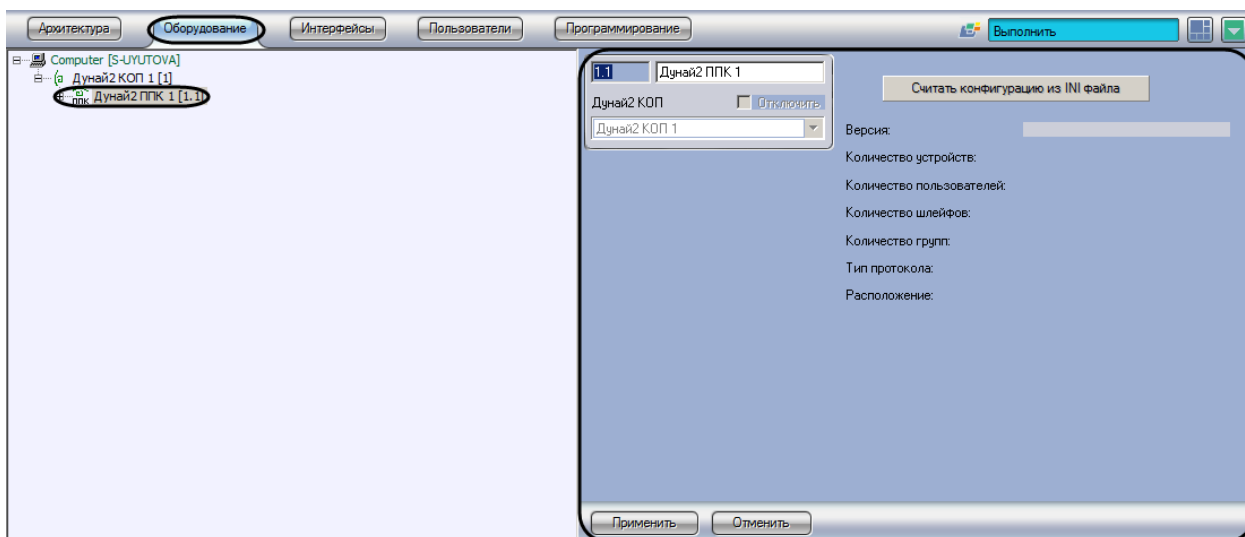 Архитектура Оборудование Интерфейсы Пользователи Программирование Выполнить
Computer [S-UYUTOVA]
Дунай2 КОП 1 [1]
ППК Дунай2 ППК 1 [1.1]
1.1 Дунай2 ППК 1
Дунай2 КОП Отключить
Дунай2 КОП 1
Считать конфигурацию из INI файла
Версия:
Количество устройств:
Количество пользователей:
Количество шлейфов:
Количество групп:
Тип протокола:
Расположение:
Применить Отменить